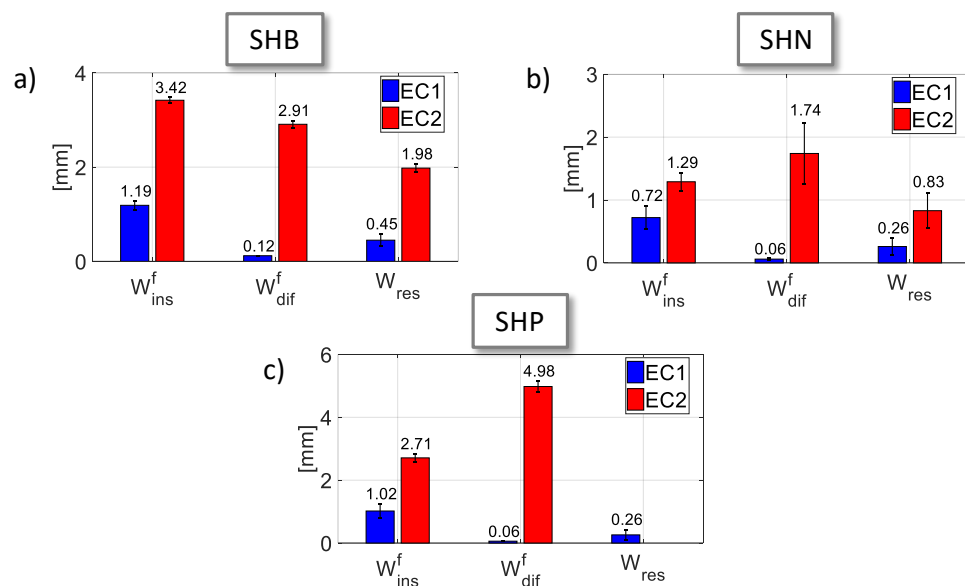 SHB
a)
4
2
0
[mm]
1.19
3.42
0.12
2.91
0.45
1.98
EC1
EC2
W^f_ins
W^f_dif
W_res
SHN
b)
3
2
1
0
[mm]
0.72
1.29
0.06
1.74
0.26
0.83
EC1
EC2
W^f_ins
W^f_dif
W_res
SHP
c)
6
4
2
0
[mm]
1.02
2.71
0.06
4.98
0.26
EC1
EC2
W^f_ins
W^f_dif
W_res